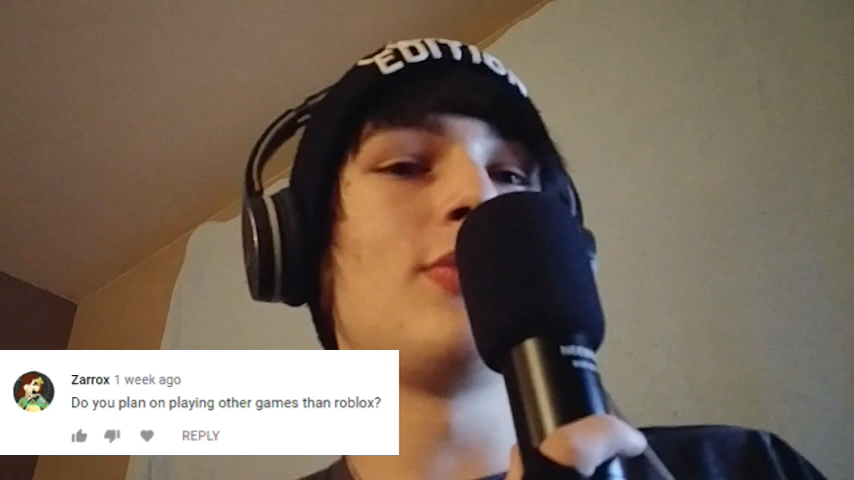 EDITION
Zarrox 1 week ago
Do you plan on playing other games than roblox?
REPLY